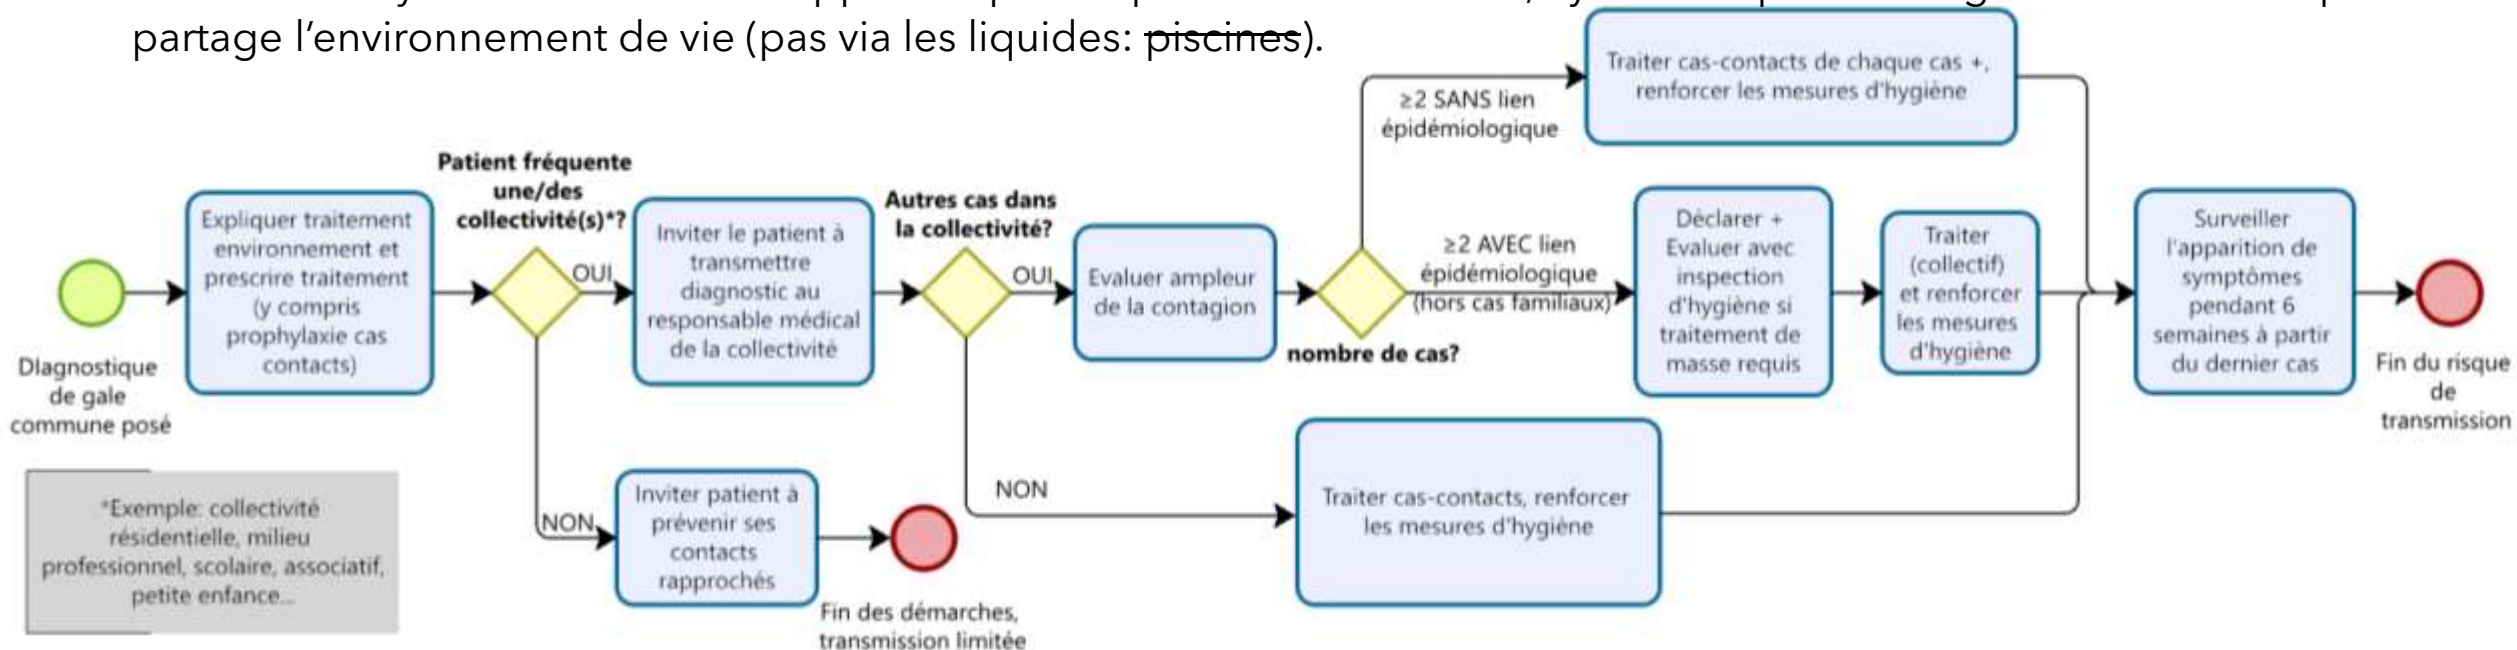 partage l'environnement de vie (pas via les liquides: piscines).
Traiter cas-contacts de chaque cas +,
renforcer les mesures d'hygiène
≥2 SANS lien
épidémiologique
Patient fréquente
une/des
collectivité(s)*?
Autres cas dans
la collectivité?
Expliquer traitement
environnement et
prescrire traitement
(y compris
prophylaxie cas
contacts)
OUI
Inviter le patient à
transmettre
diagnostic au
responsable médical
de la collectivité
OUI
Evaluer ampleur
de la contagion
≥2 AVEC lien
épidémiologique
(hors cas familiaux)
nombre de cas?
Déclarer +
Evaluer avec
inspection
d'hygiène si
traitement de
masse requis
Traiter
(collectif)
et renforcer
les mesures
d'hygiène
Surveiller
l'apparition de
symptômes
pendant 6
semaines à partir
du dernier cas
Fin du risque
de
transmission
DIagnostique
de gale
commune posé
NON
Inviter patient à
prévenir ses
contacts
rapprochés
Fin des démarches,
transmission limitée
NON
Traiter cas-contacts, renforcer
les mesures d'hygiène
*Exemple: collectivité
résidentielle, milieu
professionnel, scolaire, associatif,
petite enfance...